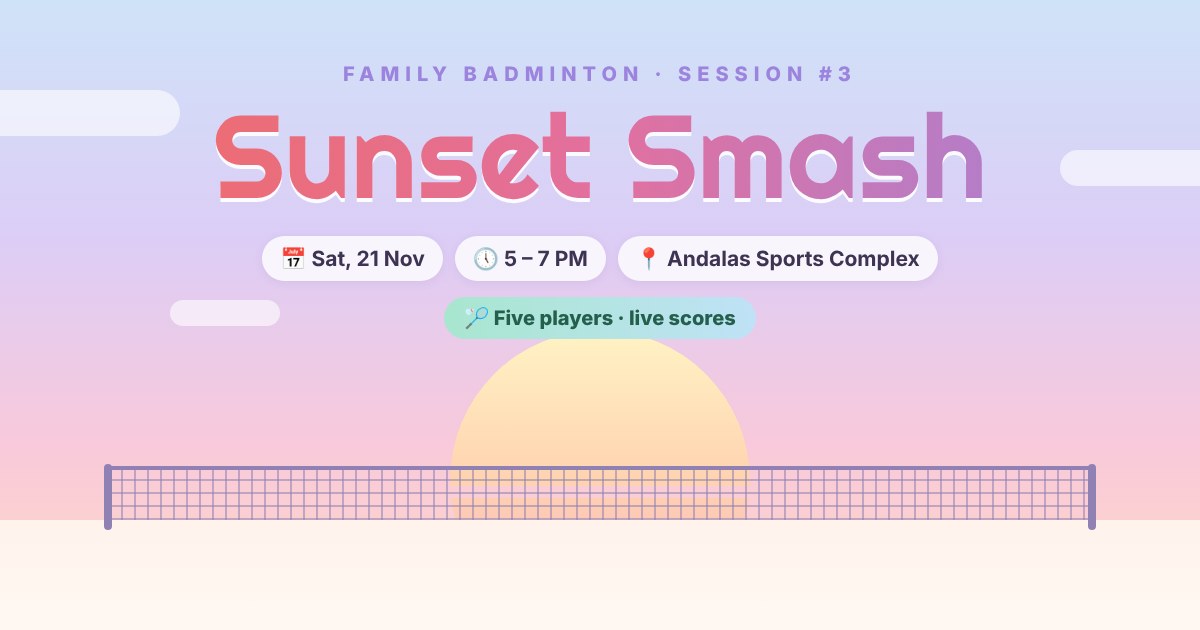 FAMILY BADMINTON · SESSION #3
Sunset Smash
📅 Sat, 21 Nov 🕔 5 – 7 PM 📍 Andalas Sports Complex
🏸 Five players · live scores